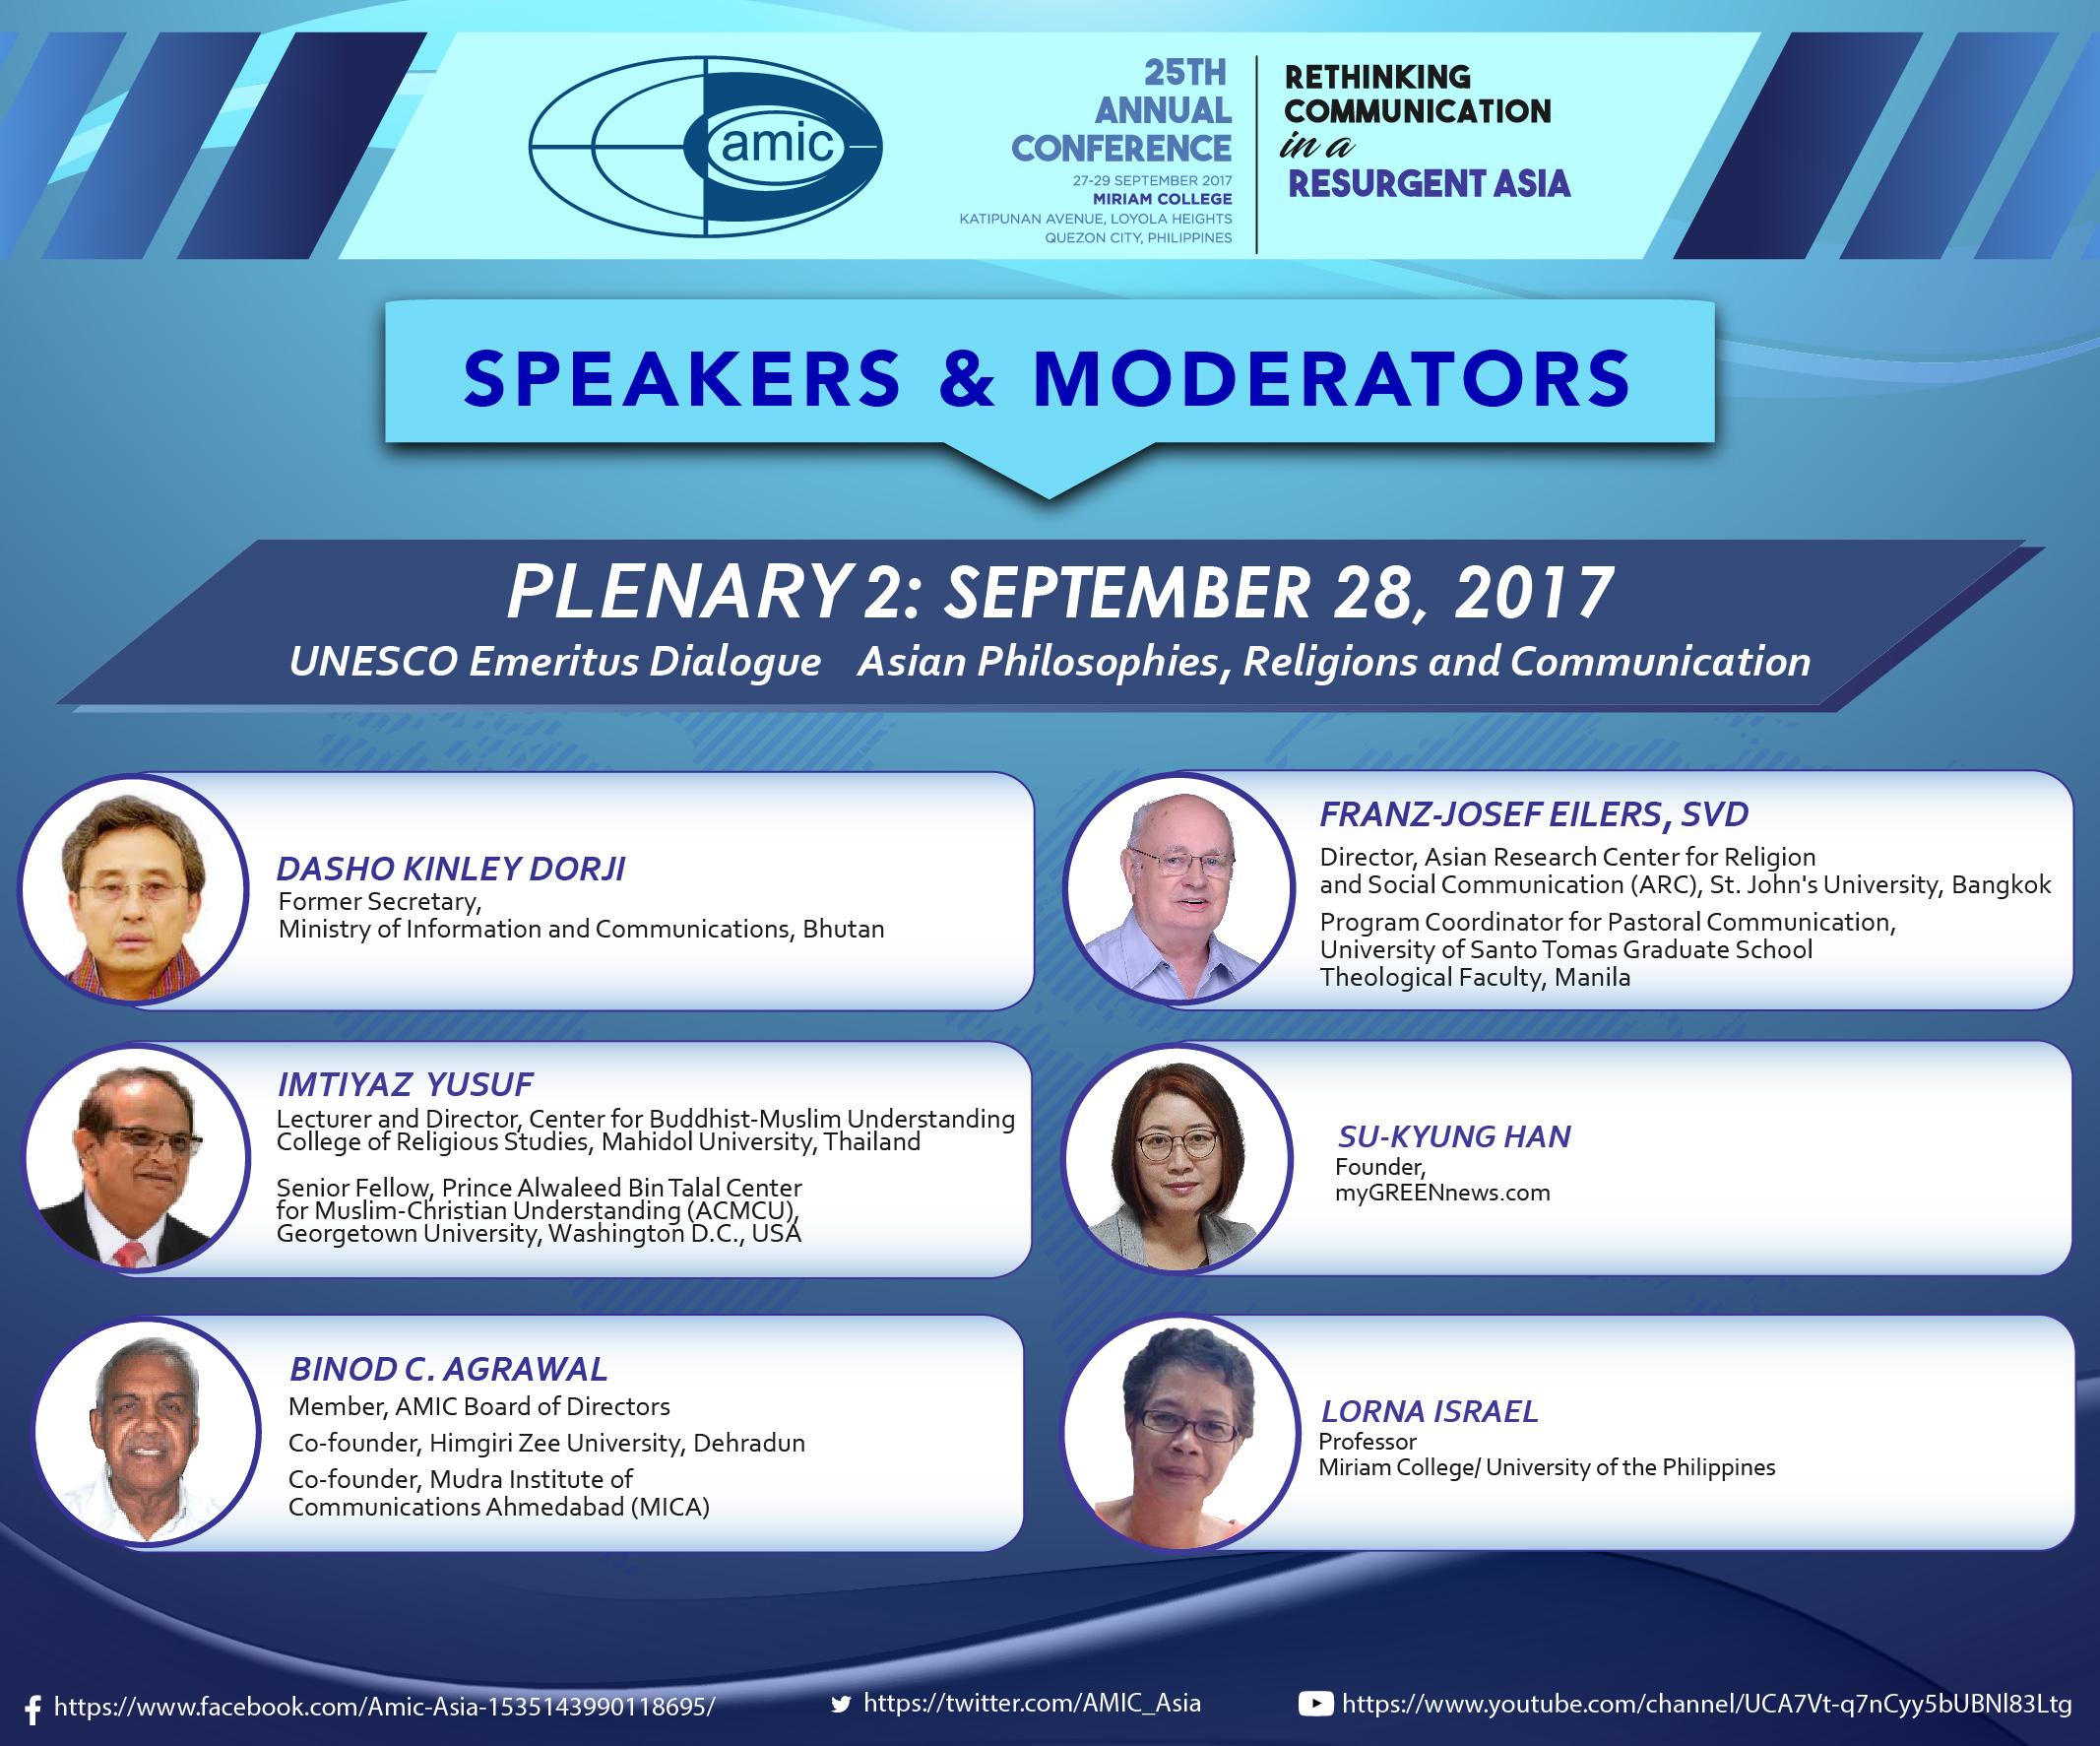 amic
25TH
ANNUAL
CONFERENCE
27-29 SEPTEMBER 2017
MIRIAM COLLEGE
KATIPUNAN AVENUE, LOYOLA HEIGHTS
QUEZON CITY, PHILIPPINES
RETHINKING
COMMUNICATION
in a
RESURGENT ASIA
SPEAKERS & MODERATORS
PLENARY 2: SEPTEMBER 28, 2017
UNESCO Emeritus Dialogue Asian Philosophies, Religions and Communication
DASHO KINLEY DORJI
Former Secretary,
Ministry of Information and Communications, Bhutan
FRANZ-JOSEF EILERS, SVD
Director, Asian Research Center for Religion
and Social Communication (ARC), St. John's University, Bangkok
Program Coordinator for Pastoral Communication,
University of Santo Tomas Graduate School
Theological Faculty, Manila
IMTIYAZ YUSUF
Lecturer and Director, Center for Buddhist-Muslim Understanding
College of Religious Studies, Mahidol University, Thailand
Senior Fellow, Prince Alwaleed Bin Talal Center
for Muslim-Christian Understanding (ACMCU),
Georgetown University, Washington D.C., USA
SU-KYUNG HAN
Founder,
myGREENnews.com
BINOD C. AGRAWAL
Member, AMIC Board of Directors
Co-founder, Himgiri Zee University, Dehradun
Co-founder, Mudra Institute of
Communications Ahmedabad (MICA)
LORNA ISRAEL
Professor
Miriam College/ University of the Philippines
https://www.facebook.com/Amic-Asia-1535143990118695/
https://twitter.com/AMIC_Asia
https://www.youtube.com/channel/UCA7Vt-q7nCyy5bUBNl83Ltg